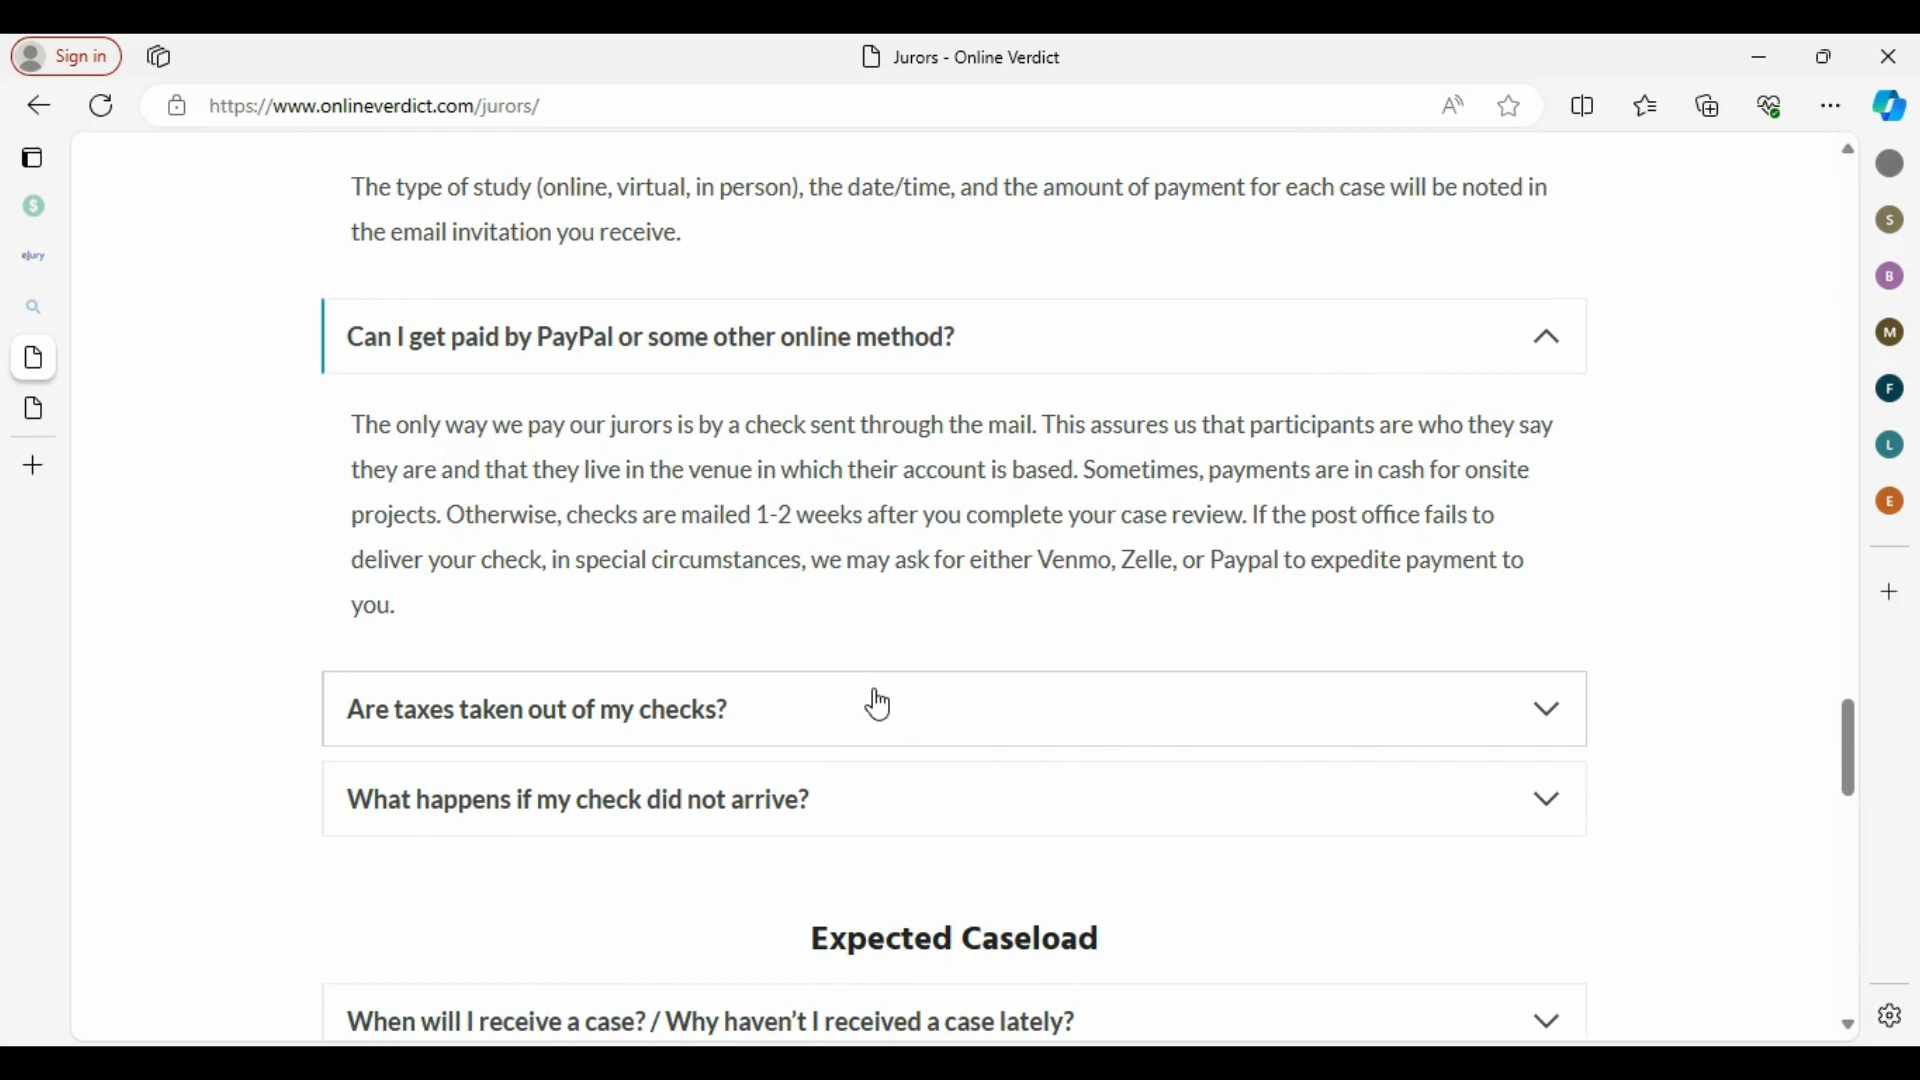 Sign in
Jurors - Online Verdict
https://www.onlineverdict.com/jurors/
The type of study (online, virtual, in person), the date/time, and the amount of payment for each case will be noted in
the email invitation you receive.
Can I get paid by PayPal or some other online method?
The only way we pay our jurors is by a check sent through the mail. This assures us that participants are who they say
they are and that they live in the venue in which their account is based. Sometimes, payments are in cash for onsite
projects. Otherwise, checks are mailed 1-2 weeks after you complete your case review. If the post office fails to
deliver your check, in special circumstances, we may ask for either Venmo, Zelle, or Paypal to expedite payment to
you.
Are taxes taken out of my checks?
What happens if my check did not arrive?
Expected Caseload
When will I receive a case? / Why haven't I received a case lately?
$
eJury
S
B
M
F
L
E